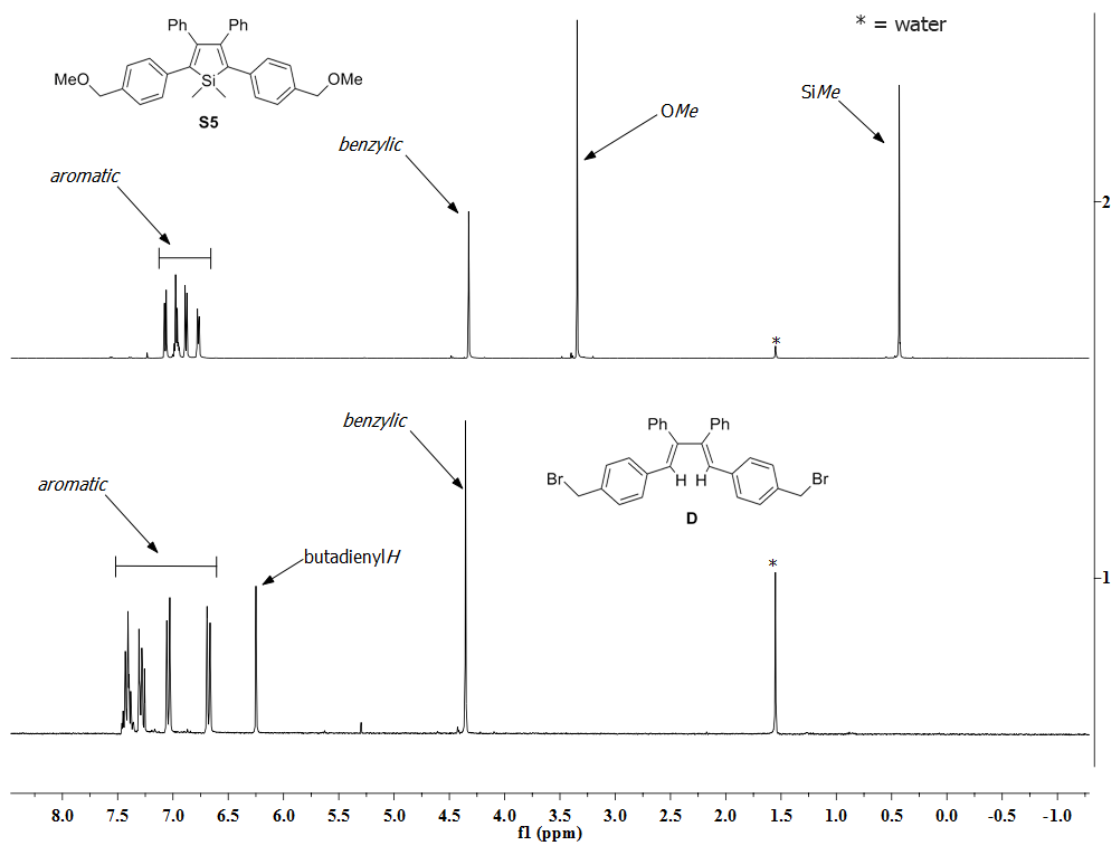 Ph Ph
* = water
MeO
OMe
Si
S5
SiMe
OMe
benzylic
aromatic
2
*
benzylic
Ph Ph
aromatic
Br
Br
H H
D
butadienylH
*
1
8.0 7.5 7.0 6.5 6.0 5.5 5.0 4.5 4.0 3.5 3.0 2.5 2.0 1.5 1.0 0.5 0.0 -1.0
f1 (ppm)